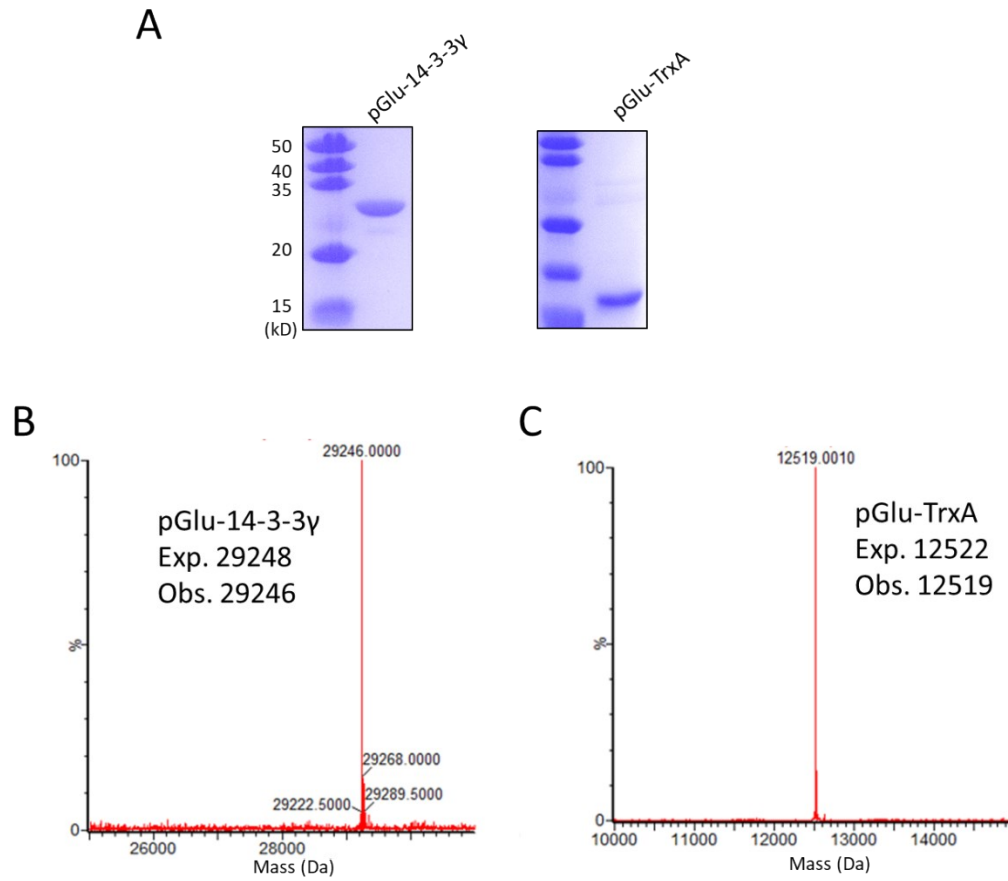 A
pGlu-14-3-3γ
pGlu-TrxA
50
40
35
20
15
(kD)
B
29246.0000
100
%
0
pGlu-14-3-3γ
Exp. 29248
Obs. 29246
29268.0000
29222.5000
29289.5000
26000
28000
Mass (Da)
C
12519.0010
100
%
0
pGlu-TrxA
Exp. 12522
Obs. 12519
10000
11000
12000
13000
14000
Mass (Da)